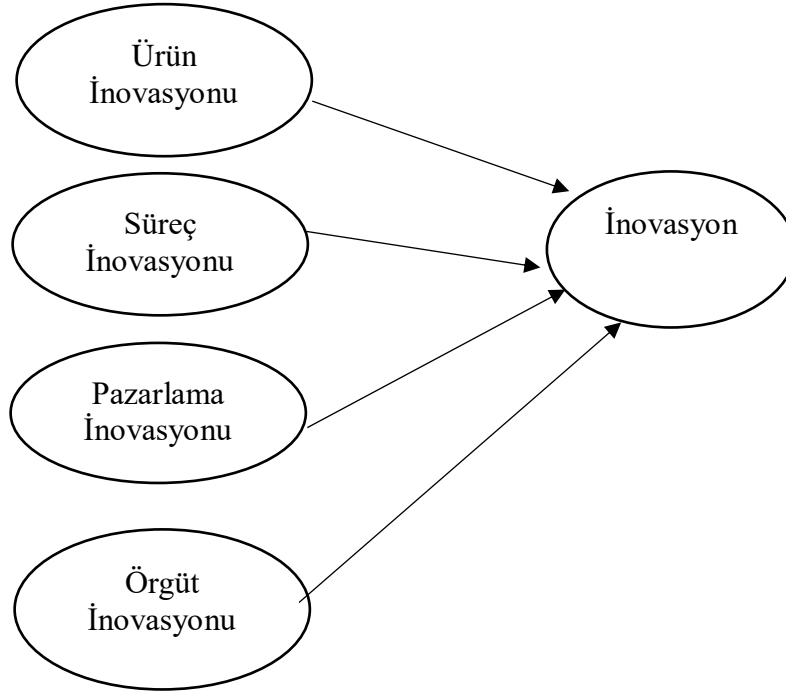 Ürün
İnovasyonu
Süreç
İnovasyonu
İnovasyon
Pazarlama
İnovasyonu
Örgüt
İnovasyonu